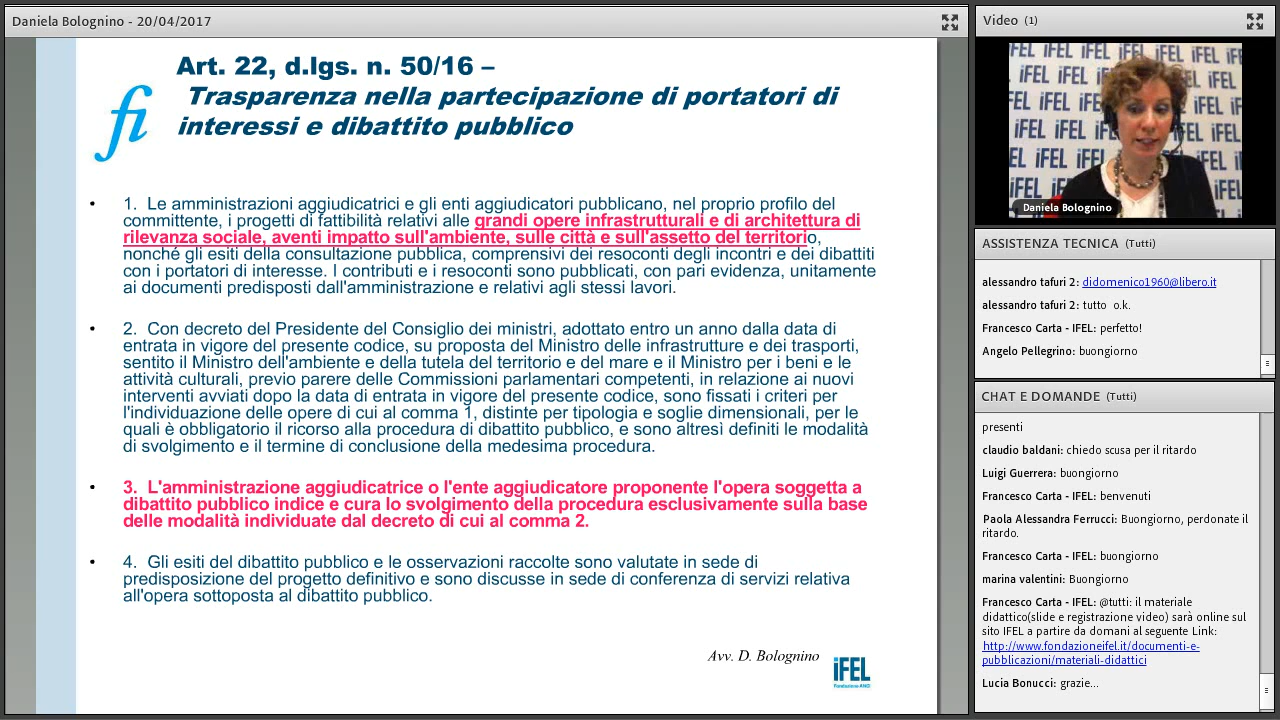 Daniela Bolognino - 20/04/2017
Art. 22, d.lgs. n. 50/16 –
Trasparenza nella partecipazione di portatori di
interessi e dibattito pubblico
fi
• 1. Le amministrazioni aggiudicatrici e gli enti aggiudicatori pubblicano, nel proprio profilo del
committente, i progetti di fattibilità relativi alle grandi opere infrastrutturali e di architettura di
rilevanza sociale, aventi impatto sull'ambiente, sulle città e sull'assetto del territorio,
nonché gli esiti della consultazione pubblica, comprensivi dei resoconti degli incontri e dei dibattiti
con i portatori di interesse. I contributi e i resoconti sono pubblicati, con pari evidenza, unitamente
ai documenti predisposti dall'amministrazione e relativi agli stessi lavori.
• 2. Con decreto del Presidente del Consiglio dei ministri, adottato entro un anno dalla data di
entrata in vigore del presente codice, su proposta del Ministro delle infrastrutture e dei trasporti,
sentito il Ministro dell'ambiente e della tutela del territorio e del mare e il Ministro per i beni e le
attività culturali, previo parere delle Commissioni parlamentari competenti, in relazione ai nuovi
interventi avviati dopo la data di entrata in vigore del presente codice, sono fissati i criteri per
l'individuazione delle opere di cui al comma 1, distinte per tipologia e soglie dimensionali, per le
quali è obbligatorio il ricorso alla procedura di dibattito pubblico, e sono altresì definiti le modalità
di svolgimento e il termine di conclusione della medesima procedura.
• 3. L'amministrazione aggiudicatrice o l'ente aggiudicatore proponente l'opera soggetta a
dibattito pubblico indice e cura lo svolgimento della procedura esclusivamente sulla base
delle modalità individuate dal decreto di cui al comma 2.
• 4. Gli esiti del dibattito pubblico e le osservazioni raccolte sono valutate in sede di
predisposizione del progetto definitivo e sono discusse in sede di conferenza di servizi relativa
all'opera sottoposta al dibattito pubblico.
Avv. D. Bolognino
iFEL
Fondazione ANCI
Video (1)
iFEL
Daniela Bolognino
ASSISTENZA TECNICA (Tutti)
alessandro tafuri 2: didomenico1960@libero.it
alessandro tafuri 2: tutto o.k.
Francesco Carta - IFEL: perfetto!
Angelo Pellegrino: buongiorno
CHAT E DOMANDE (Tutti)
presenti
claudio baldani: chiedo scusa per il ritardo
Luigi Guerrera: buongiorno
Francesco Carta - IFEL: benvenuti
Paola Alessandra Ferrucci: Buongiorno, perdonate il
ritardo.
Francesco Carta - IFEL: buongiorno
marina valentini: Buongiorno
Francesco Carta - IFEL: @tutti: il materiale
didattico(slide e registrazione video) sarà online sul
sito IFEL a partire da domani al seguente Link:
http://www.fondazioneifel.it/documenti-e-
pubblicazioni/materiali-didattici
Lucia Bonucci: grazie...